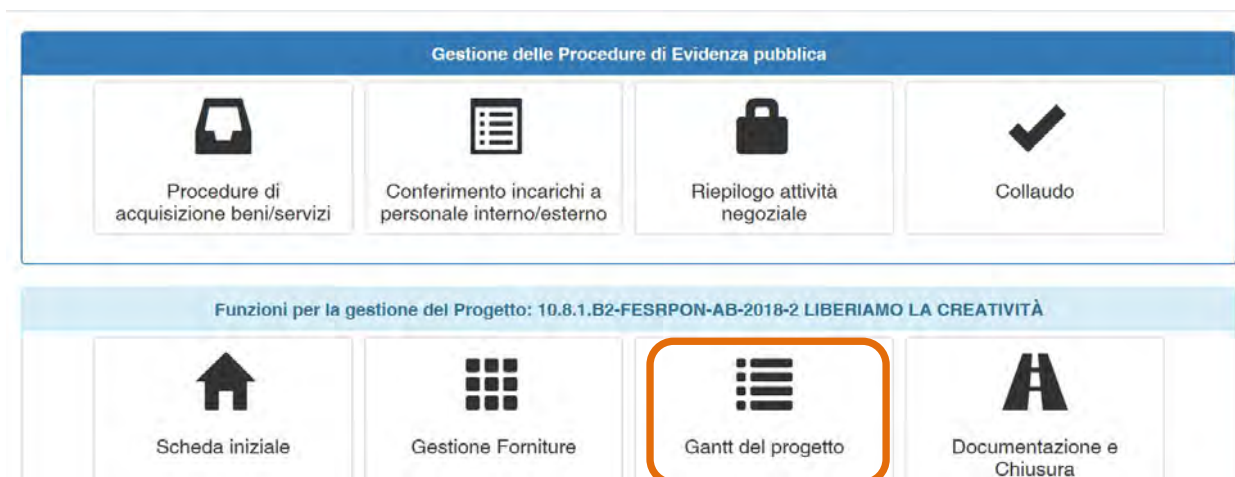 Gestione delle Procedure di Evidenza pubblica
Procedure di
acquisizione beni/servizi
Conferimento incarichi a
personale interno/esterno
Riepilogo attività
negoziale
Collaudo
Funzioni per la gestione del Progetto: 10.8.1.B2-FESRPON-AB-2018-2 LIBERIAMO LA CREATIVITÀ
Scheda iniziale
Gestione Forniture
Gantt del progetto
Documentazione e
Chiusura